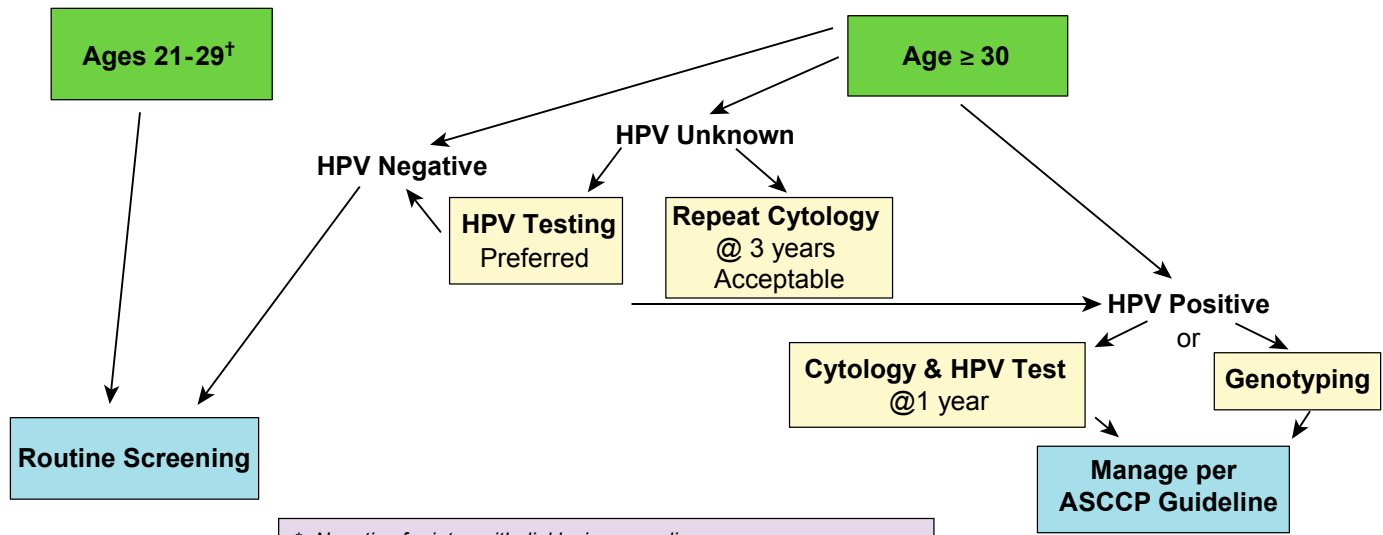 Ages 21-29†
Age ≥ 30
HPV Unknown
HPV Negative
HPV Testing
Preferred
Repeat Cytology
@ 3 years
Acceptable
HPV Positive
or
Cytology & HPV Test
@1 year
Genotyping
Routine Screening
Manage per
ASCCP Guideline